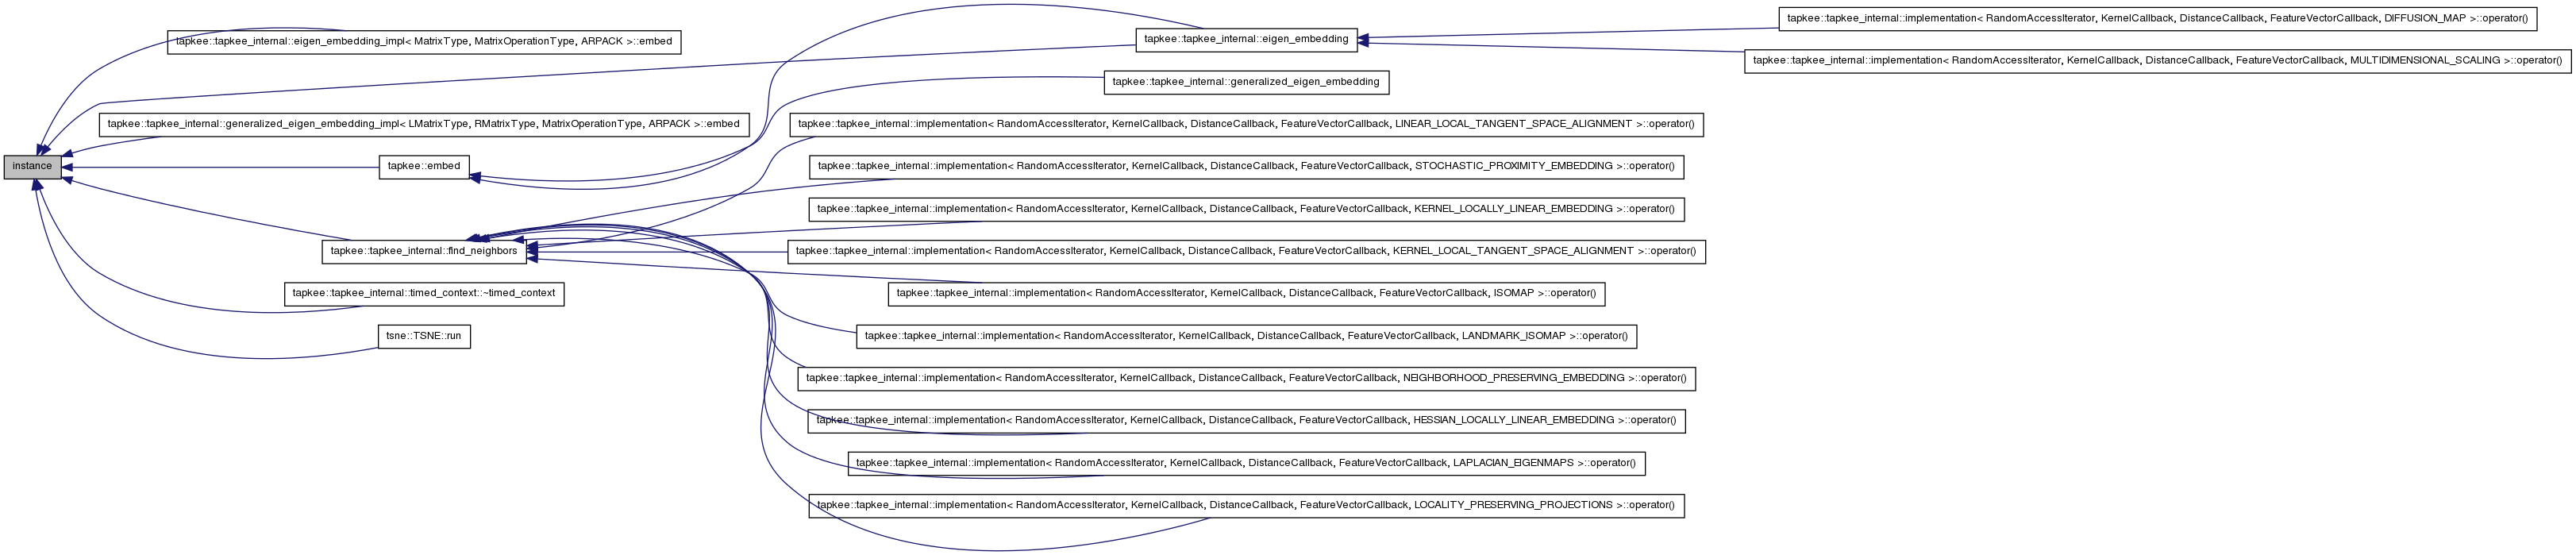 instance
tapkee::tapkee_internal::eigen_embedding_impl< MatrixType, MatrixOperationType, ARPACK >::embed
tapkee::tapkee_internal::generalized_eigen_embedding_impl< LMatrixType, RMatrixType, MatrixOperationType, ARPACK >::embed
tapkee::embed
tapkee::tapkee_internal::find_neighbors
tapkee::tapkee_internal::timed_context::~timed_context
tsne::TSNE::run
tapkee::tapkee_internal::eigen_embedding
tapkee::tapkee_internal::generalized_eigen_embedding
tapkee::tapkee_internal::implementation< RandomAccessIterator, KernelCallback, DistanceCallback, FeatureVectorCallback, LINEAR_LOCAL_TANGENT_SPACE_ALIGNMENT >::operator()
tapkee::tapkee_internal::implementation< RandomAccessIterator, KernelCallback, DistanceCallback, FeatureVectorCallback, STOCHASTIC_PROXIMITY_EMBEDDING >::operator()
tapkee::tapkee_internal::implementation< RandomAccessIterator, KernelCallback, DistanceCallback, FeatureVectorCallback, KERNEL_LOCALLY_LINEAR_EMBEDDING >::operator()
tapkee::tapkee_internal::implementation< RandomAccessIterator, KernelCallback, DistanceCallback, FeatureVectorCallback, KERNEL_LOCAL_TANGENT_SPACE_ALIGNMENT >::operator()
tapkee::tapkee_internal::implementation< RandomAccessIterator, KernelCallback, DistanceCallback, FeatureVectorCallback, ISOMAP >::operator()
tapkee::tapkee_internal::implementation< RandomAccessIterator, KernelCallback, DistanceCallback, FeatureVectorCallback, LANDMARK_ISOMAP >::operator()
tapkee::tapkee_internal::implementation< RandomAccessIterator, KernelCallback, DistanceCallback, FeatureVectorCallback, NEIGHBORHOOD_PRESERVING_EMBEDDING >::operator()
tapkee::tapkee_internal::implementation< RandomAccessIterator, KernelCallback, DistanceCallback, FeatureVectorCallback, HESSIAN_LOCALLY_LINEAR_EMBEDDING >::operator()
tapkee::tapkee_internal::implementation< RandomAccessIterator, KernelCallback, DistanceCallback, FeatureVectorCallback, LAPLACIAN_EIGENMAPS >::operator()
tapkee::tapkee_internal::implementation< RandomAccessIterator, KernelCallback, DistanceCallback, FeatureVectorCallback, LOCALITY_PRESERVING_PROJECTIONS >::operator()
tapkee::tapkee_internal::implementation< RandomAccessIterator, KernelCallback, DistanceCallback, FeatureVectorCallback, DIFFUSION_MAP >::operator()
tapkee::tapkee_internal::implementation< RandomAccessIterator, KernelCallback, DistanceCallback, FeatureVectorCallback, MULTIDIMENSIONAL_SCALING >::operator()